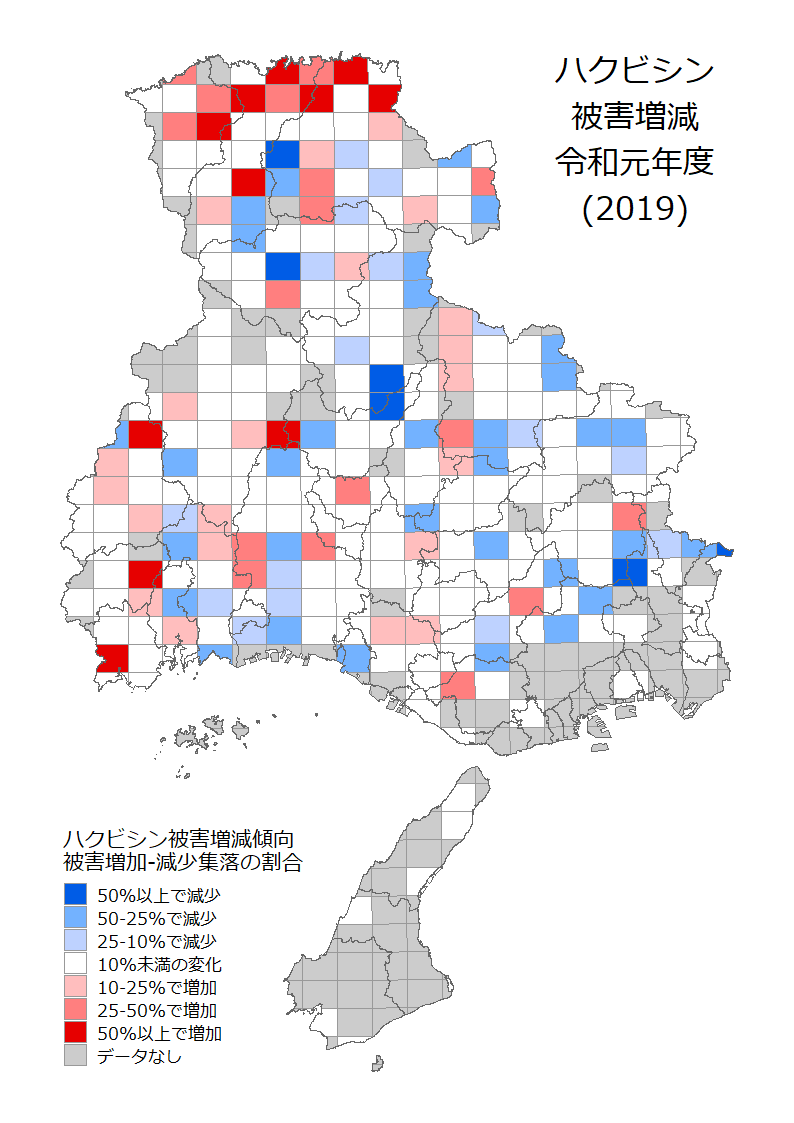 ハクビシン
被害増減
令和元年度
(2019)
ハクビシン被害増減傾向
被害増加-減少集落の割合
50%以上で減少
50-25%で減少
25-10%で減少
10%未満の変化
10-25%で増加
25-50%で増加
50%以上で増加
データなし